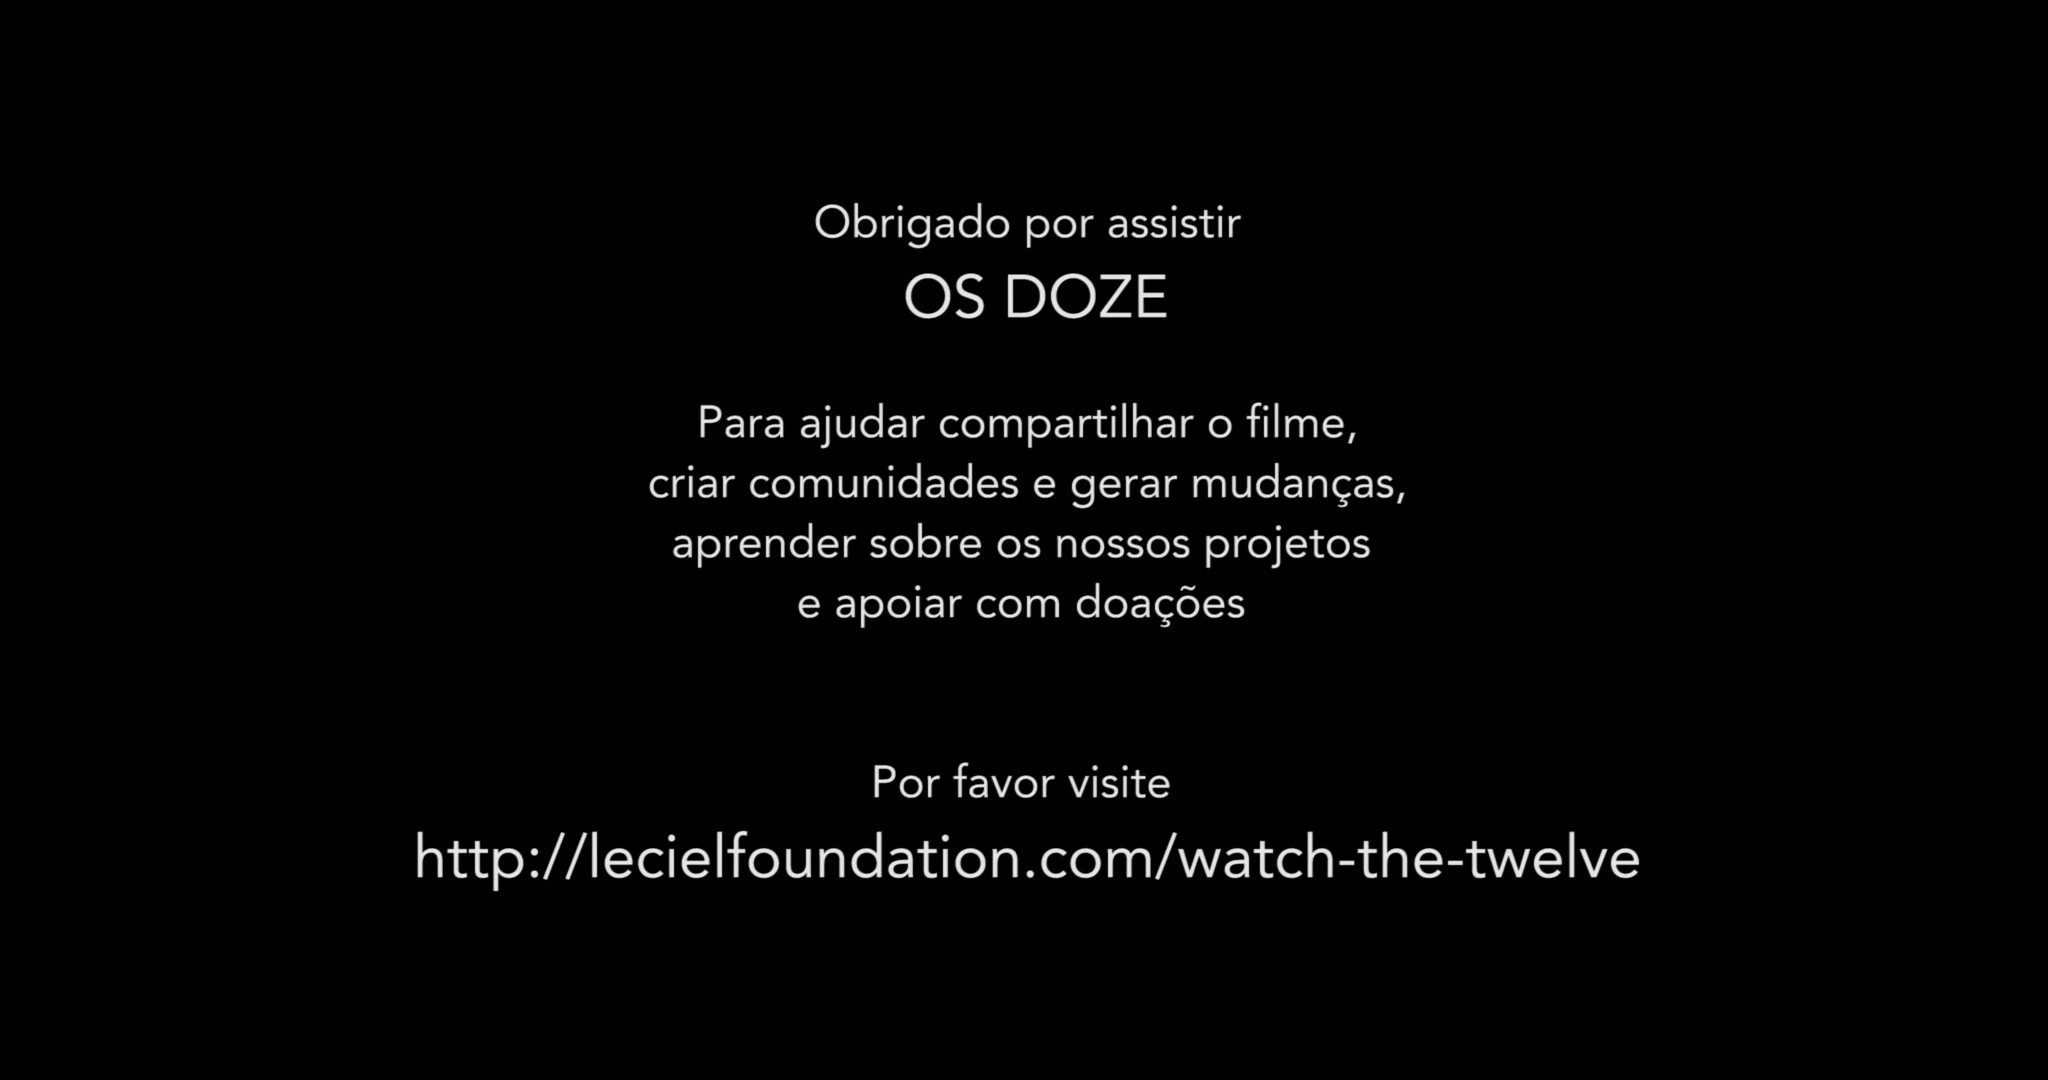 Obrigado por assistir
OS DOZE
Para ajudar compartilhar o filme,
criar comunidades e gerar mudanças,
aprender sobre os nossos projetos
e apoiar com doações
Por favor visite
http://lecielfoundation.com/watch-the-twelve